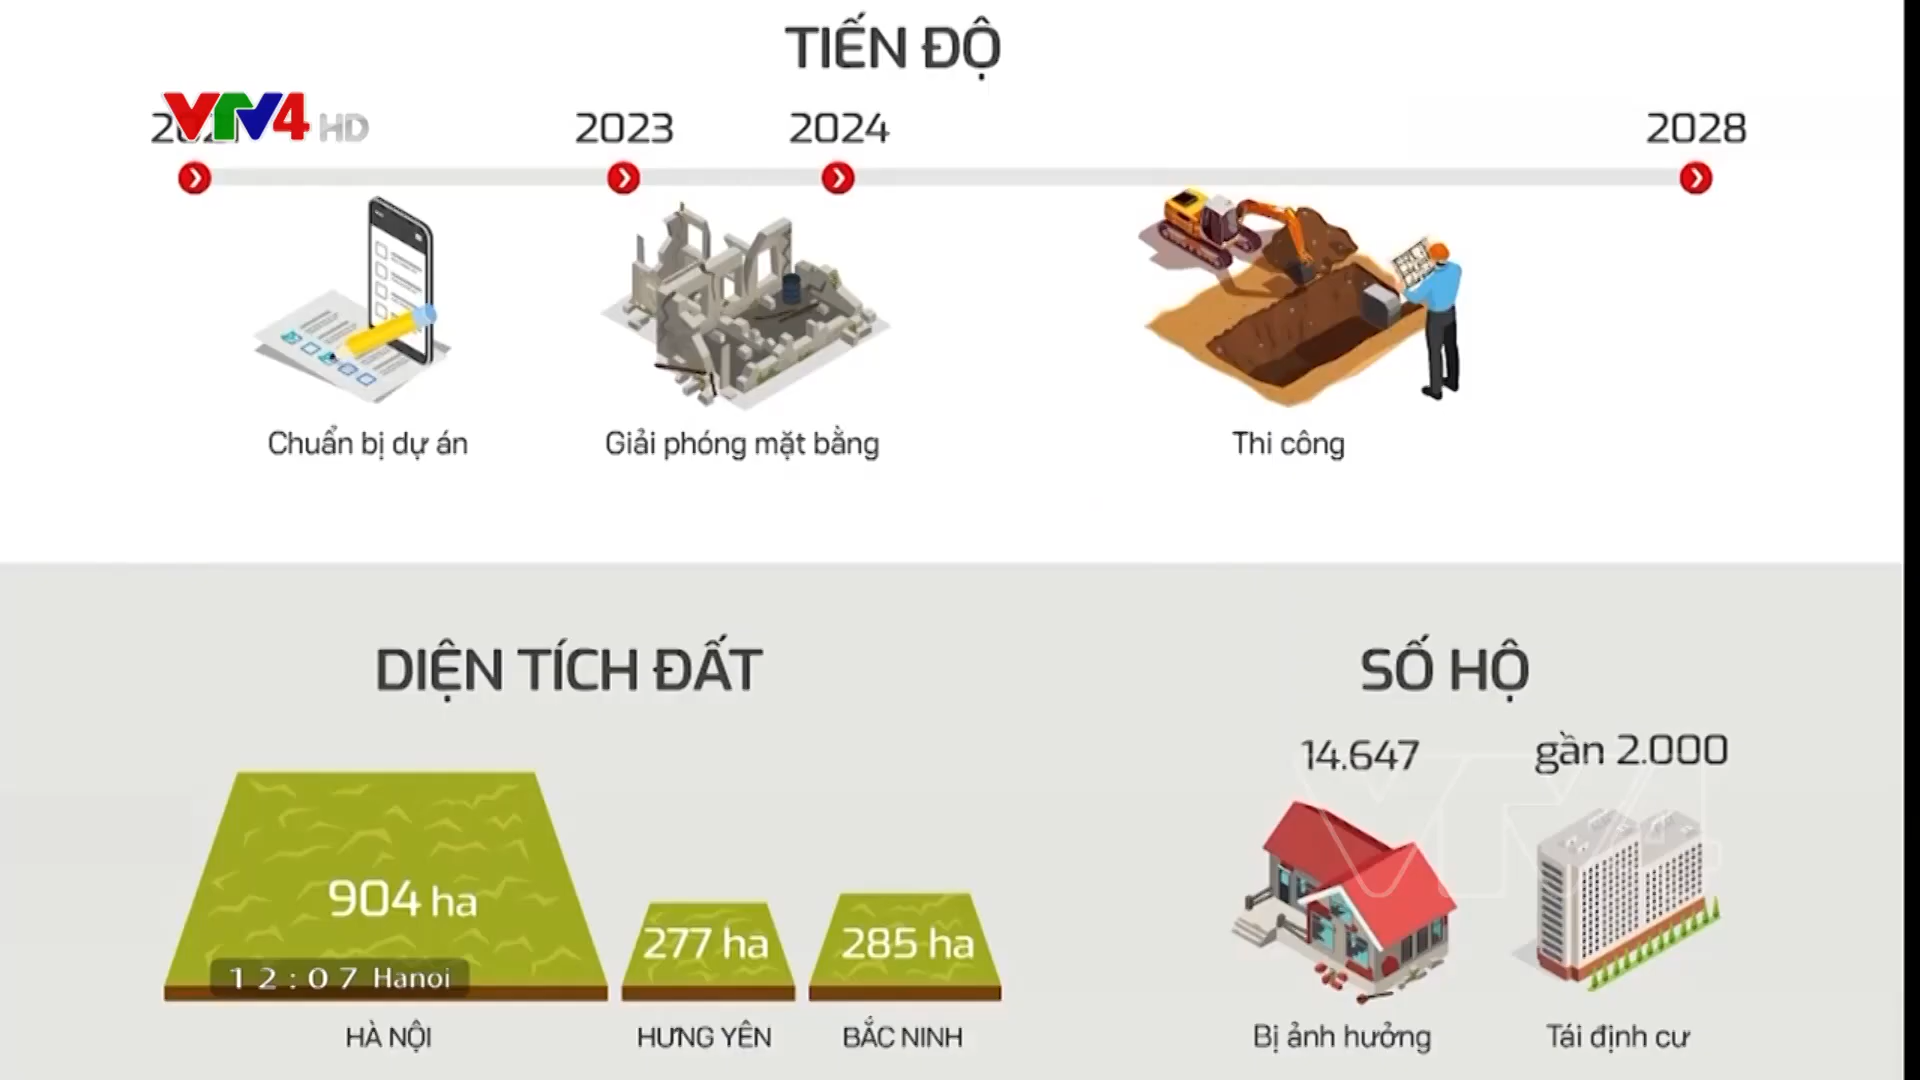 TIẾN ĐỘ
VTV4 HD
2023
2024
2028
Chuẩn bị dự án
Giải phóng mặt bằng
Thi công
DIỆN TÍCH ĐẤT
SỐ HỘ
14.647
gần 2.000
904 ha
277 ha
285 ha
12:07 Hanoi
HÀ NỘI
HƯNG YÊN
BẮC NINH
Bị ảnh hưởng
Tái định cư
VTV4